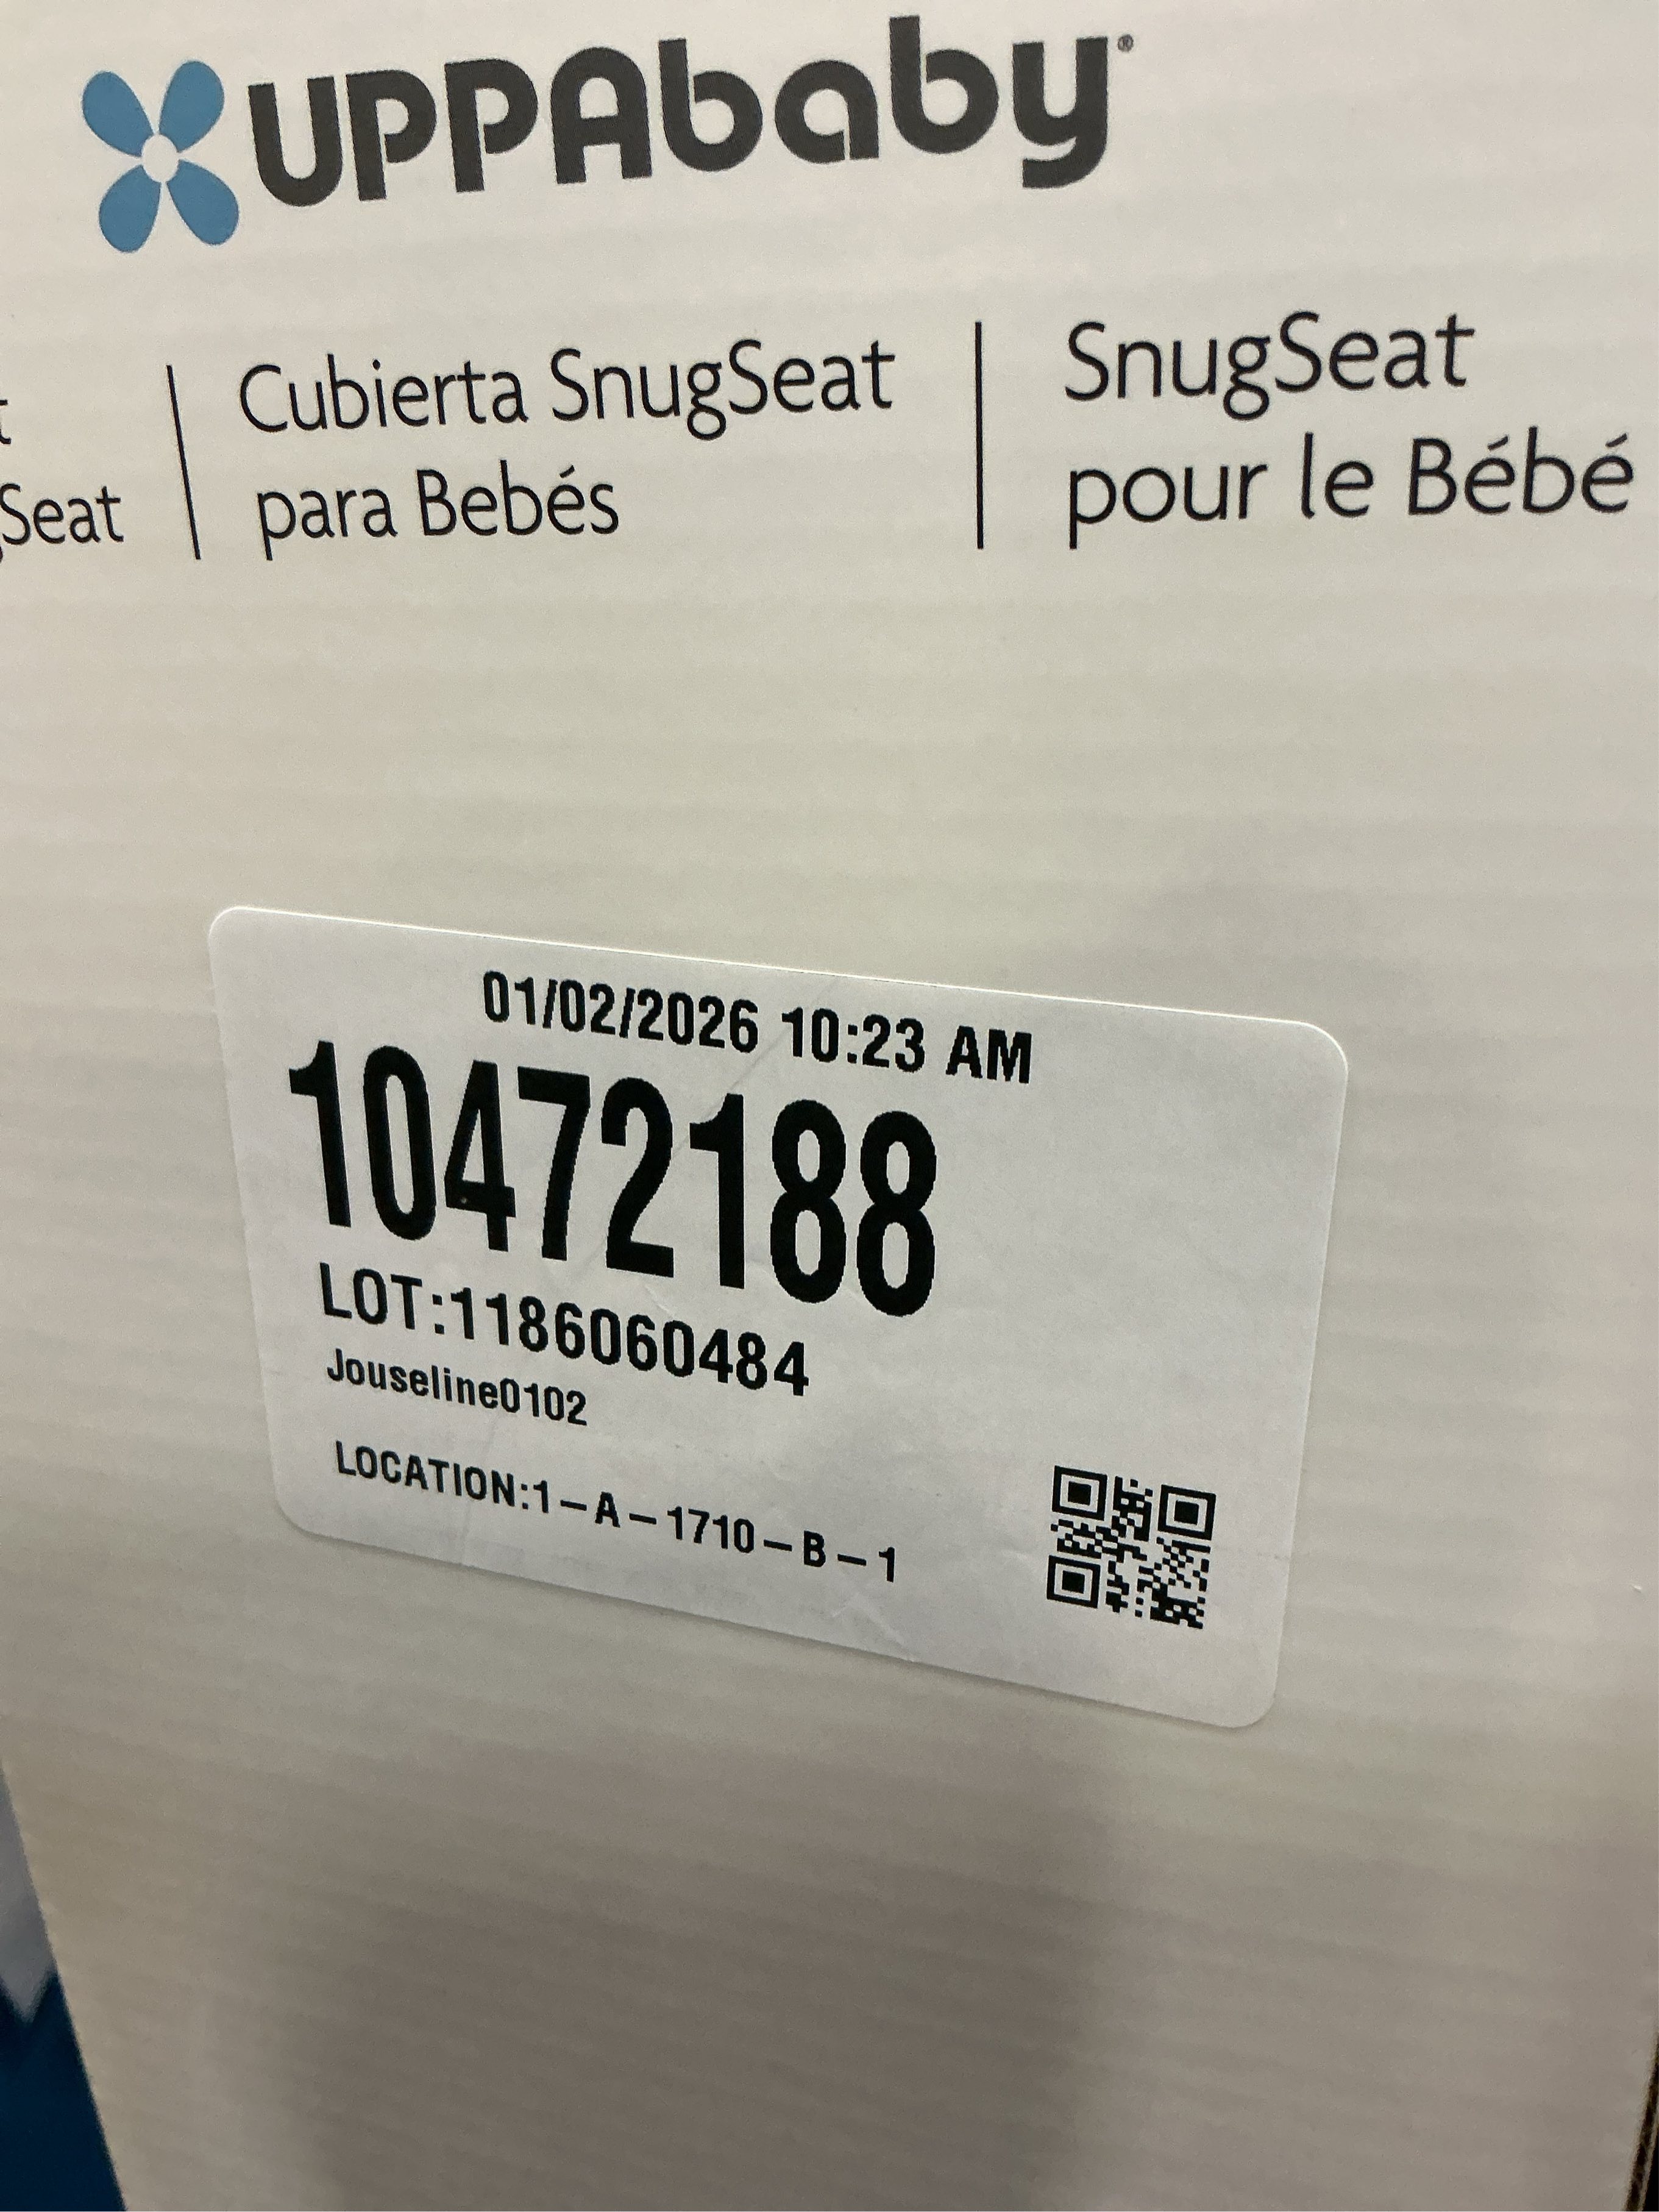 UPPAbaby®
Seat
Cubierta SnugSeat
para Bebés
SnugSeat
pour le Bébé
01/02/2026 10:23 AM
10472188
LOT:1186060484
Jouseline0102
LOCATION:1-A-1710-B-1